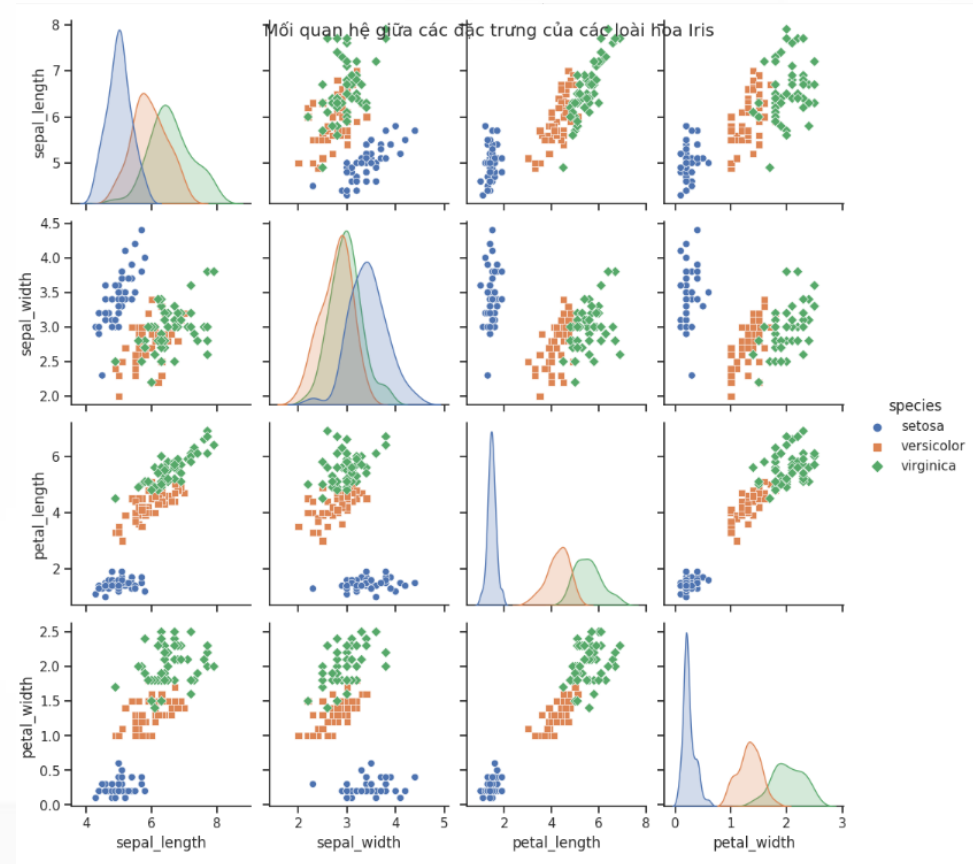 Mối quan hệ giữa các đặc trưng của các loài hoa Iris
8
7
6
5
sepal_length
4.5
4.0
3.5
3.0
2.5
2.0
sepal_width
6
4
2
petal_length
2.5
2.0
1.5
1.0
0.5
0.0
petal_width
4 6 8
sepal_length
2 3 4 5
sepal_width
2 4 6 8
petal_length
0 1 2 3
petal_width
species
setosa
versicolor
virginica